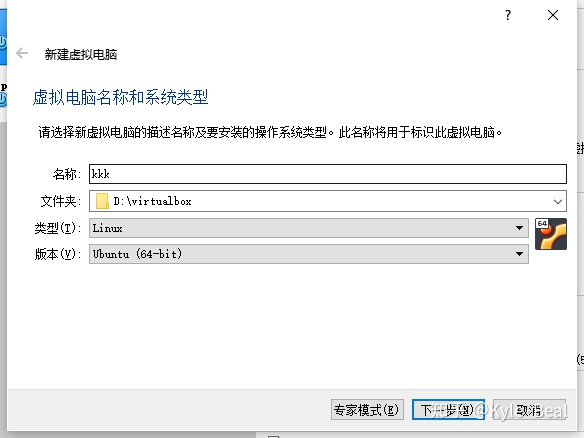 ?
新建虚拟电脑
虚拟电脑名称和系统类型
请选择新虚拟电脑的描述名称及要安装的操作系统类型。此名称将用于标识此虚拟电脑。
名称: kkk
文件夹: D:\virtualbox
类型(T): Linux
64
版本(V): Ubuntu (64-bit)
专家模式(E) 下一步(N) 取消